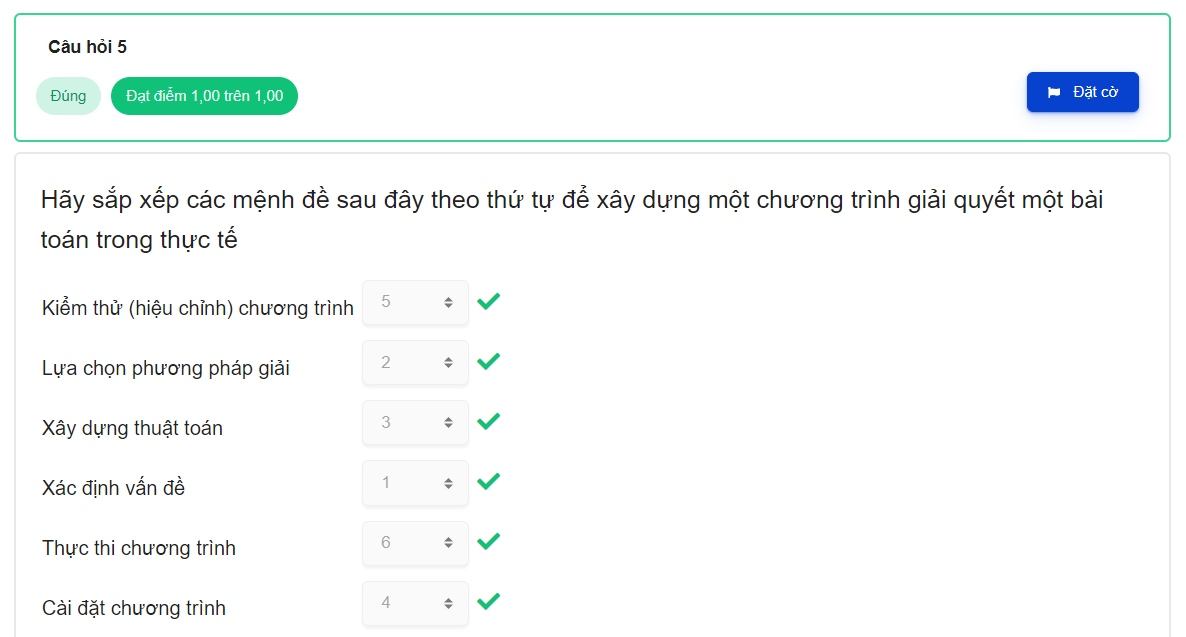 Câu hỏi 5
Đúng
Đạt điểm 1,00 trên 1,00
Đặt cờ
Hãy sắp xếp các mệnh đề sau đây theo thứ tự để xây dựng một chương trình giải quyết một bài
toán trong thực tế
Kiểm thử (hiệu chỉnh) chương trình 5
Lựa chọn phương pháp giải 2
Xây dựng thuật toán 3
Xác định vấn đề 1
Thực thi chương trình 6
Cài đặt chương trình 4